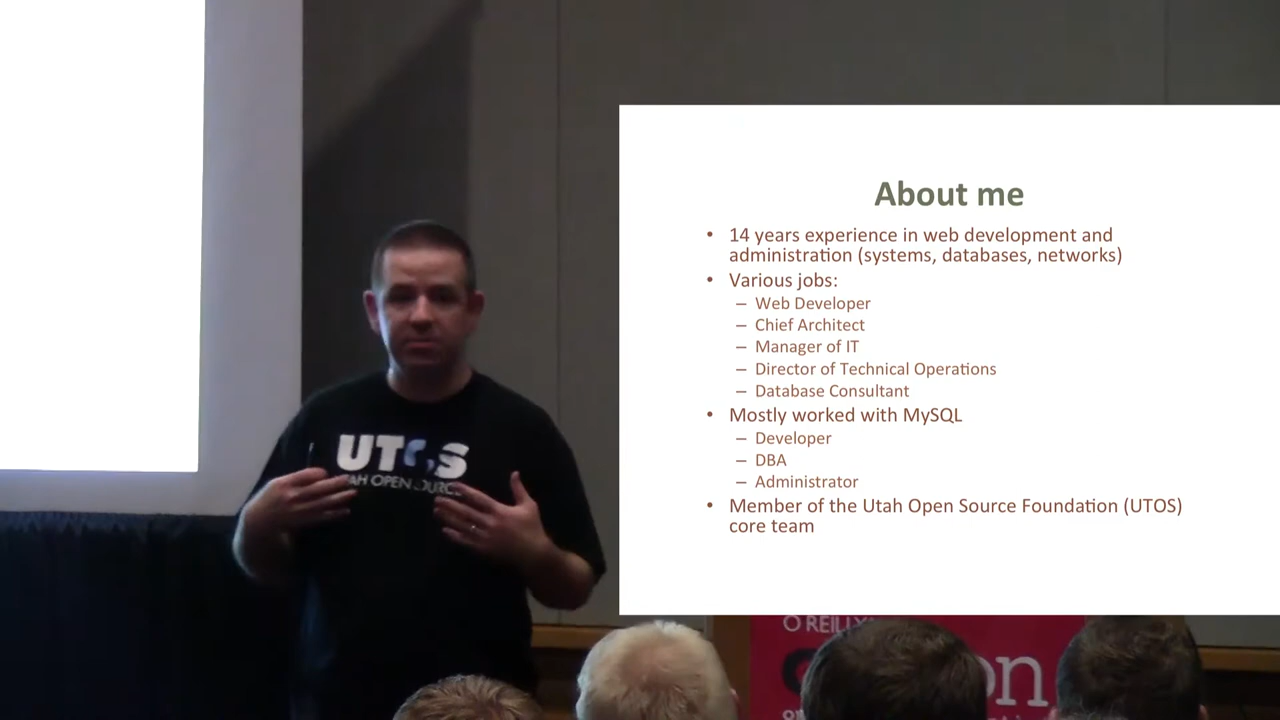 About me
• 14 years experience in web development and
administration (systems, databases, networks)
• Various jobs:
– Web Developer
– Chief Architect
– Manager of IT
– Director of Technical Operations
– Database Consultant
• Mostly worked with MySQL
– Developer
– DBA
– Administrator
• Member of the Utah Open Source Foundation (UTOS)
core team
UTOS
OPEN
O'REILLY